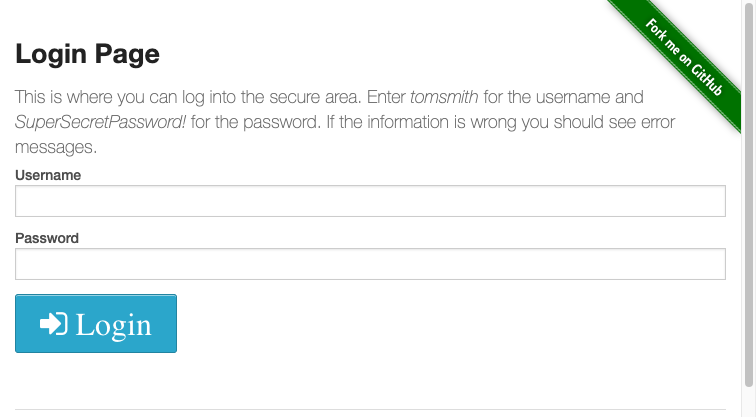 Fork me on GitHub
Login Page
This is where you can log into the secure area. Enter tomsmith for the username and
SuperSecretPassword! for the password. If the information is wrong you should see error
messages.
Username
Password
Login